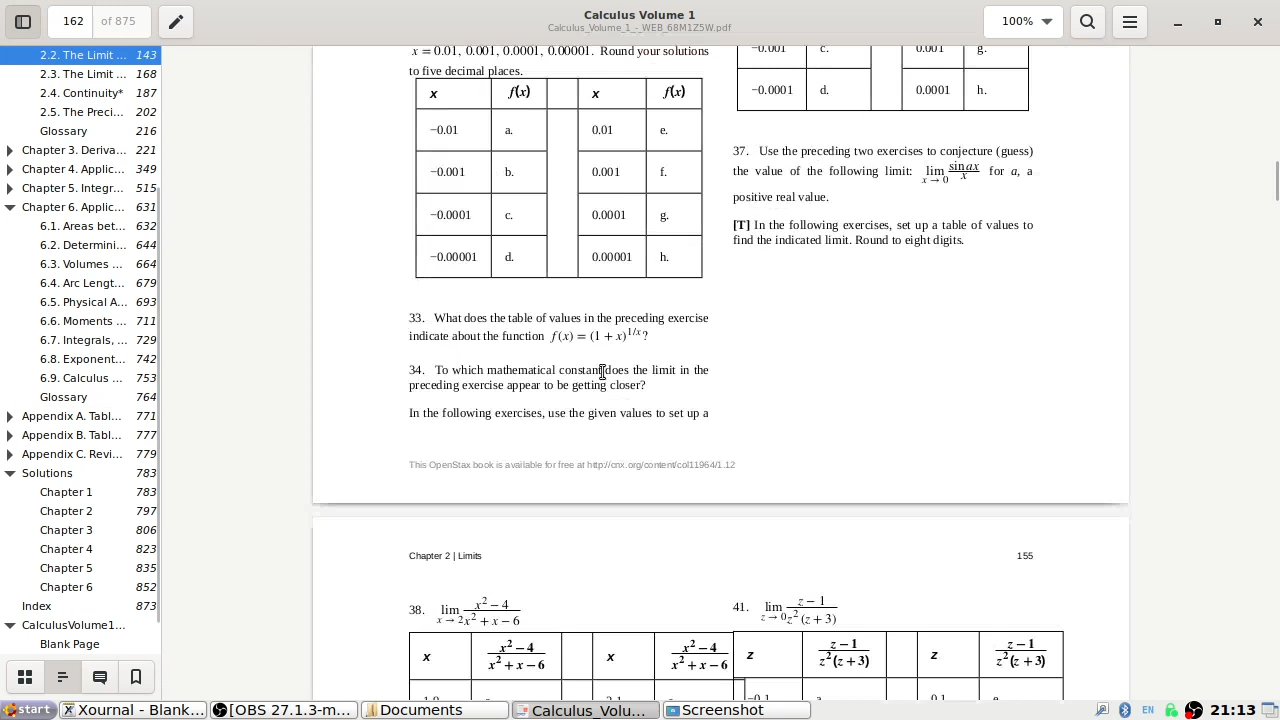 162 of 875
Calculus Volume 1
Calculus_Volume_1_-_WEB_68M1Z5W.pdf
100%
2.2. The Limit ... 143
2.3. The Limit ... 168
2.4. Continuity* 187
2.5. The Preci... 202
Glossary 216
Chapter 3. Deriva... 221
Chapter 4. Applic... 349
Chapter 5. Integr... 515
Chapter 6. Applic... 631
6.1. Areas bet... 632
6.2. Determini... 644
6.3. Volumes ... 664
6.4. Arc Lengt... 679
6.5. Physical A... 693
6.6. Moments ... 711
6.7. Integrals, ... 729
6.8. Exponent... 742
6.9. Calculus ... 753
Glossary 764
Appendix A. Tabl... 771
Appendix B. Tabl... 777
Appendix C. Revi... 779
Solutions 783
Chapter 1 783
Chapter 2 797
Chapter 3 806
Chapter 4 823
Chapter 5 835
Chapter 6 852
Index 873
CalculusVolume1...
Blank Page
x = 0.01, 0.001, 0.0001, 0.00001. Round your solutions
to five decimal places.
x f(x) x f(x)
−0.01 a. 0.01 e.
−0.001 b. 0.001 f.
−0.0001 c. 0.0001 g.
−0.00001 d. 0.00001 h.
33. What does the table of values in the preceding exercise
indicate about the function f(x) = (1 + x)^{1/x}?
34. To which mathematical constant does the limit in the
preceding exercise appear to be getting closer?
In the following exercises, use the given values to set up a
−0.001 c. 0.001 g.
−0.0001 d. 0.0001 h.
37. Use the preceding two exercises to conjecture (guess)
the value of the following limit: lim x → 0 sin ax / x for a, a
positive real value.
[T] In the following exercises, set up a table of values to
find the indicated limit. Round to eight digits.
This OpenStax book is available for free at http://cnx.org/content/col11964/1.12
Chapter 2 | Limits 155
38. lim x → 2 x² − 4 / x² + x − 6
x x² − 4 / x² + x − 6 x x² − 4 / x² + x − 6
41. lim z → 0 z − 1 / z²(z + 3)
z z − 1 / z²(z + 3) z z − 1 / z²(z + 3)
−0.1 a. 0.1 e.
start Xournal - Blank... [OBS 27.1.3-m... Documents Calculus_Volu... Screenshot EN 21:13